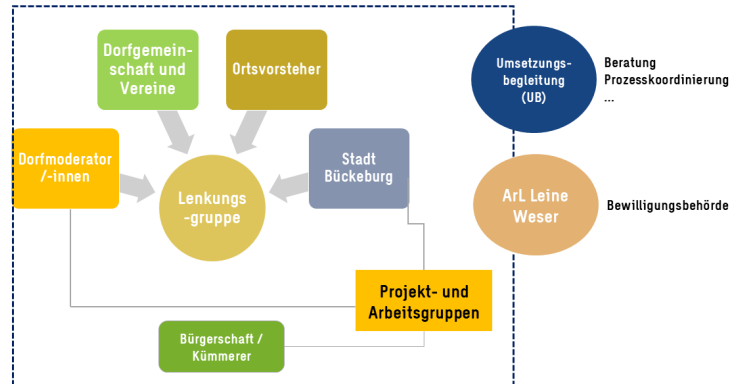 Dorfgemein-
schaft und
Vereine
Ortsvorsteher
Umsetzungs-
begleitung
(UB)
Beratung
Prozesskoordinierung
...
Dorfmoderator
/-innen
Lenkungs
-gruppe
Stadt
Bückeburg
ArL Leine
Weser
Bewilligungsbehörde
Projekt- und
Arbeitsgruppen
Bürgerschaft /
Kümmerer